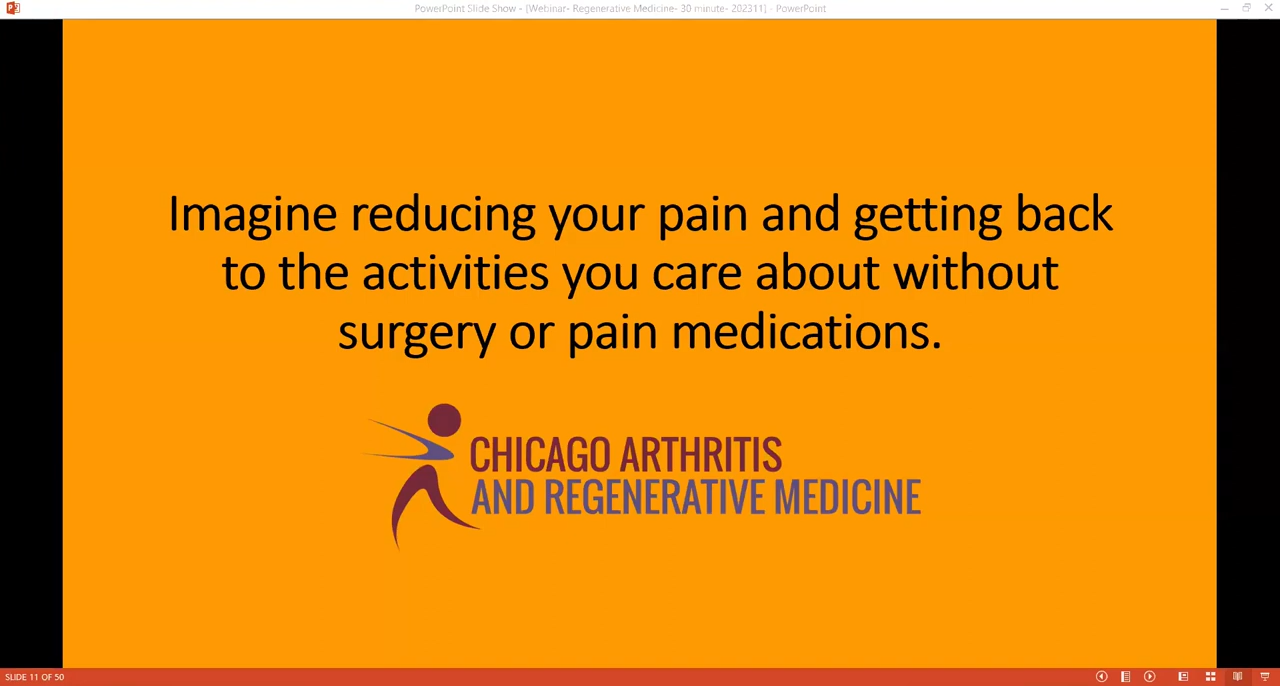 PowerPoint Slide Show - [Webinar- Regenerative Medicine- 30 minute- 202311] - PowerPoint
Imagine reducing your pain and getting back
to the activities you care about without
surgery or pain medications.
CHICAGO ARTHRITIS
AND REGENERATIVE MEDICINE
SLIDE 11 OF 50